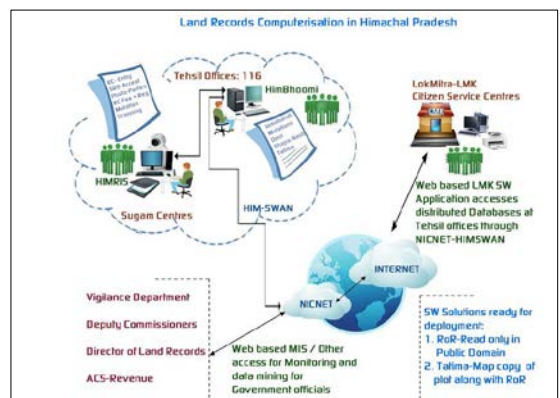 Land Records Computerisation in Himachal Pradesh
Tehsil Offices: 116
HimBhoomi
LokMitra-LMK
Citizen Service Centres
HIMRIS
Sugam Centres
HIM-SWAN
Web based LMK SW
Application accesses
distributed Databases at
Tehsil offices through
NICNET-HIMSWAN
INTERNET
NICNET
Vigilance Department
Deputy Commissioners
Director of Land Records
ACS-Revenue
Web based MIS / Other
access for Monitoring and
data mining for
Government officials
SW Solutions ready for
deployment:
1. RoR-Read only in
Public Domain
2. Tatima-Map copy of
plot along with RoR